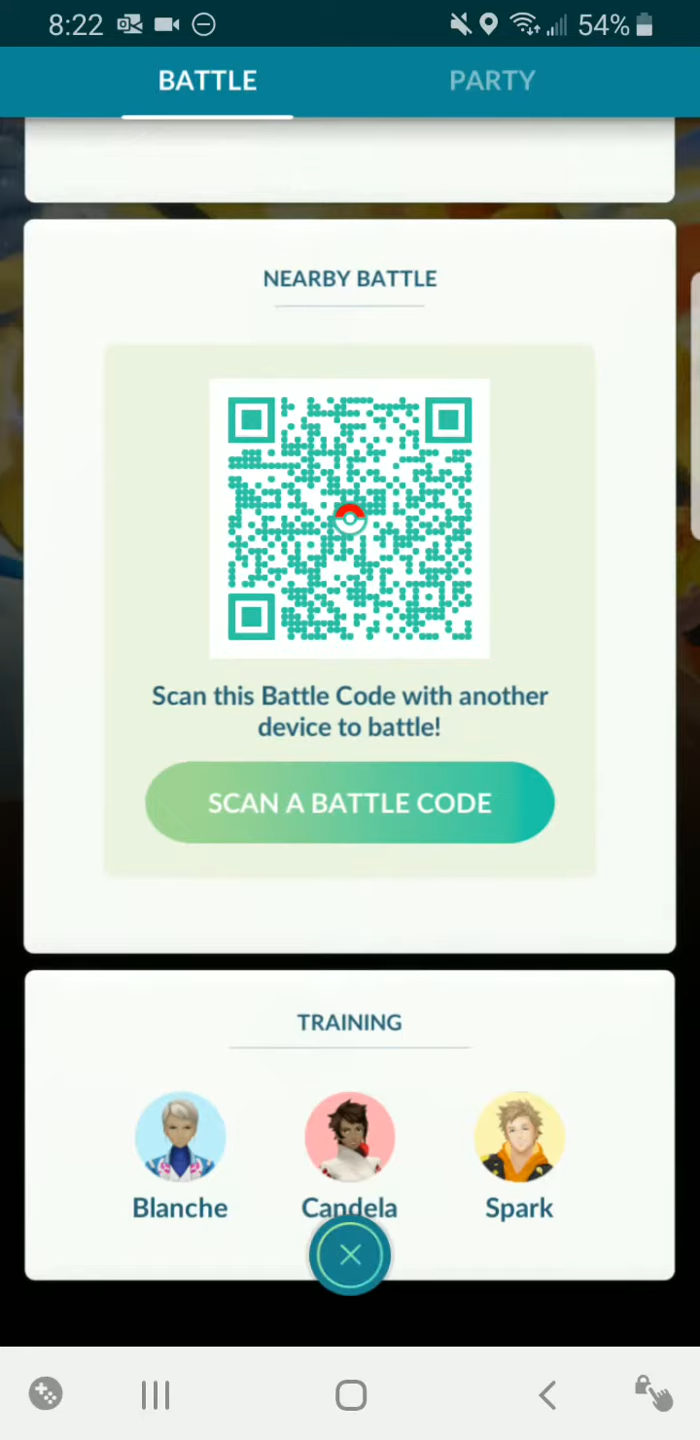 8:22 54%
BATTLE PARTY
NEARBY BATTLE
Scan this Battle Code with another
device to battle!
SCAN A BATTLE CODE
TRAINING
Blanche Candela Spark